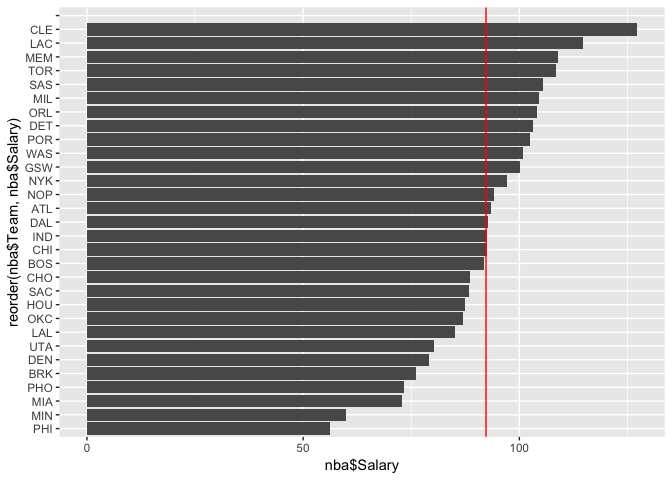 CLE
LAC
MEM
TOR
SAS
MIL
ORL
DET
POR
WAS
GSW
NYK
NOP
ATL
DAL
IND
CHI
BOS
CHO
SAC
HOU
OKC
LAL
UTA
DEN
BRK
PHO
MIA
MIN
PHI
reorder(nba$Team, nba$Salary)
0 50 100
nba$Salary